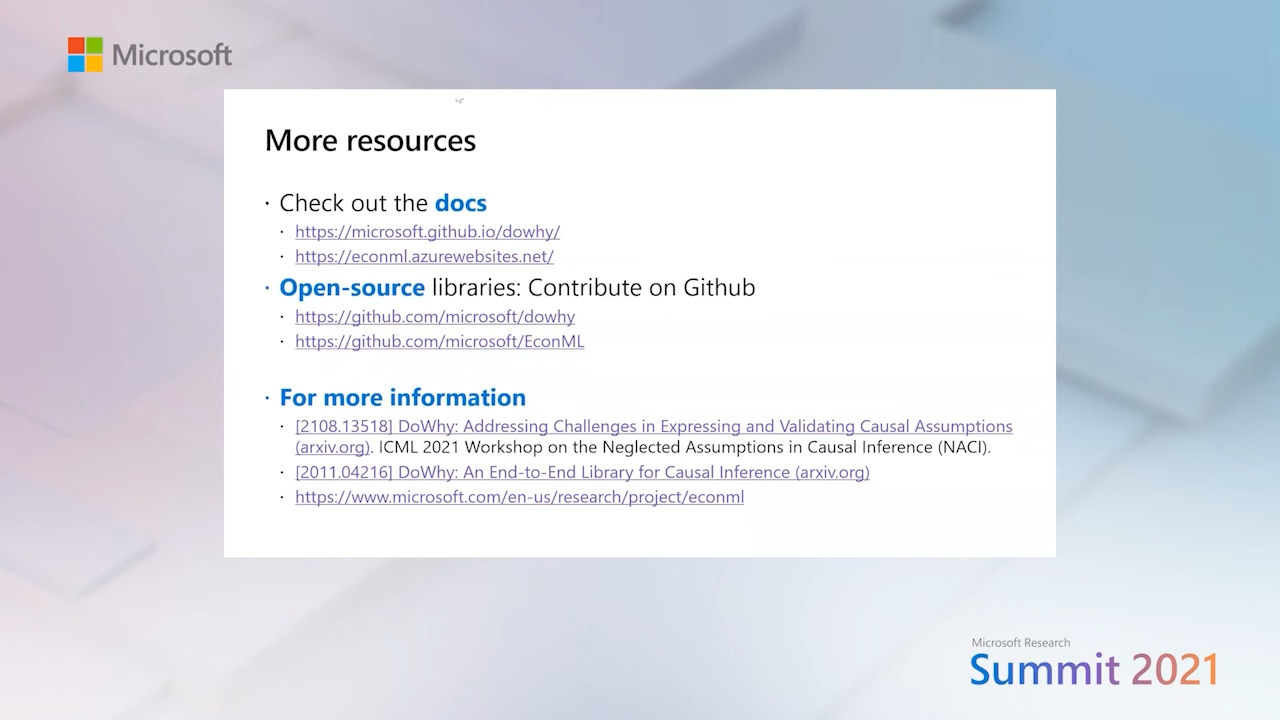 Microsoft
More resources
· Check out the docs
· https://microsoft.github.io/dowhy/
· https://econml.azurewebsites.net/
· Open-source libraries: Contribute on Github
· https://github.com/microsoft/dowhy
· https://github.com/microsoft/EconML
· For more information
· [2108.13518] DoWhy: Addressing Challenges in Expressing and Validating Causal Assumptions
(arxiv.org). ICML 2021 Workshop on the Neglected Assumptions in Causal Inference (NACI).
· [2011.04216] DoWhy: An End-to-End Library for Causal Inference (arxiv.org)
· https://www.microsoft.com/en-us/research/project/econml
Microsoft Research
Summit 2021